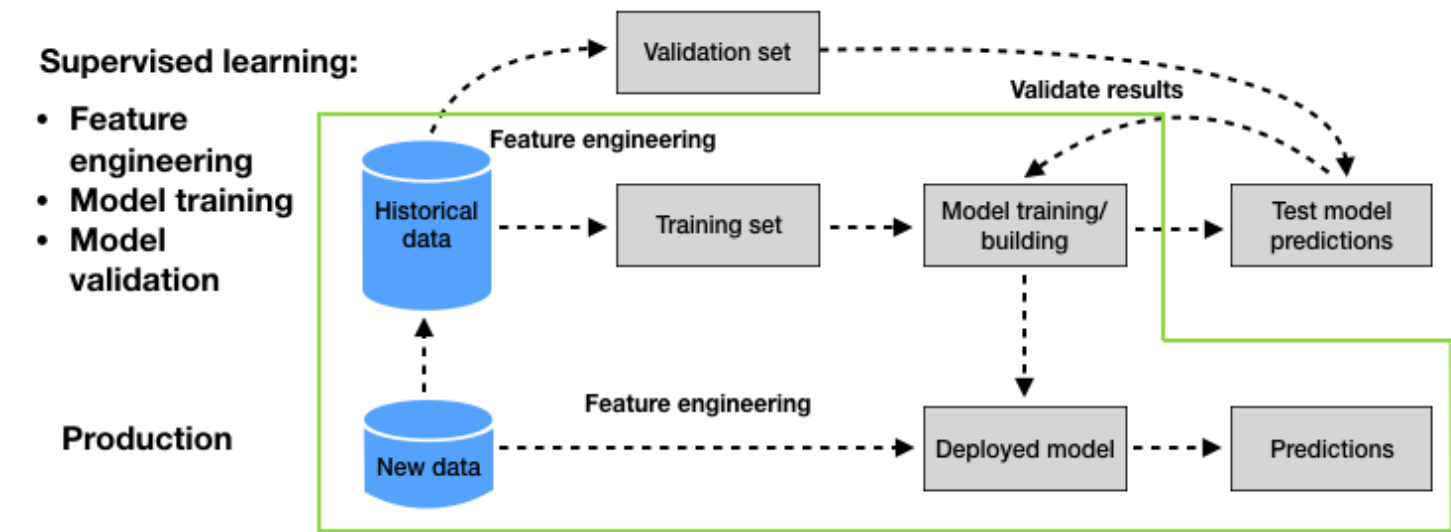 Supervised learning:
• Feature
engineering
• Model training
• Model
validation
Validation set
Validate results
Feature engineering
Historical
data
Training set
Model training/
building
Test model
predictions
Production
New data
Feature engineering
Deployed model
Predictions